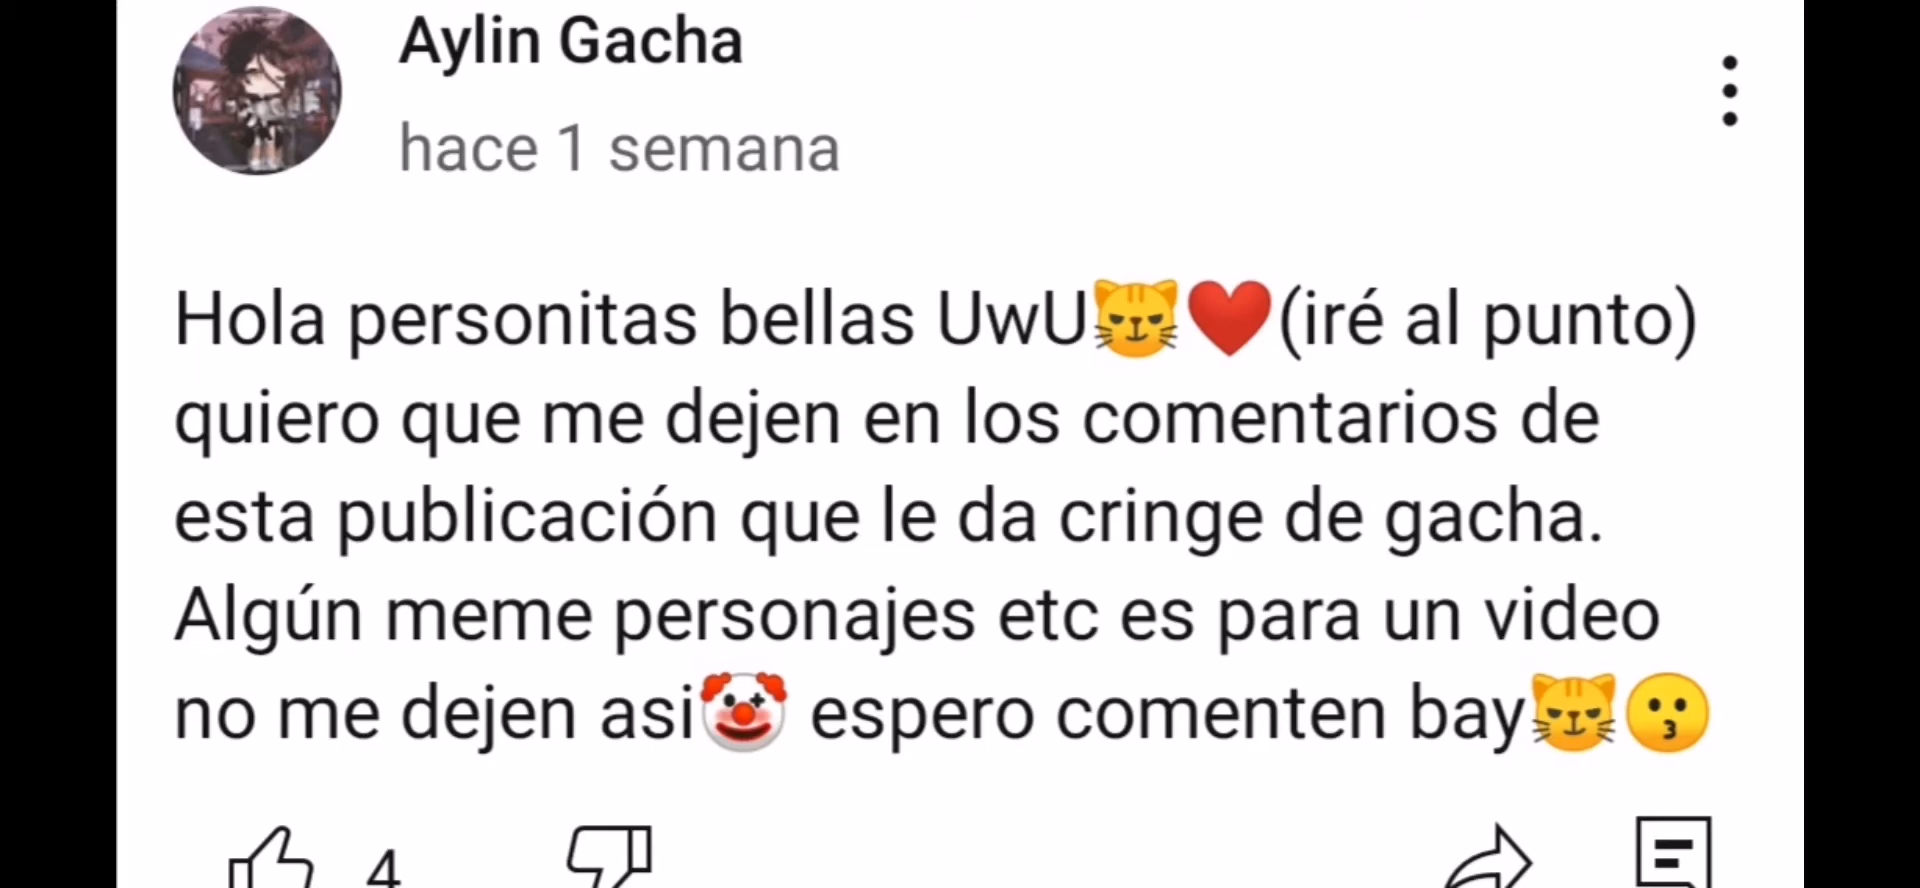 Aylin Gacha
hace 1 semana
Hola personitas bellas UwU😼❤️(iré al punto)
quiero que me dejen en los comentarios de
esta publicación que le da cringe de gacha.
Algún meme personajes etc es para un video
no me dejen asi🤡 espero comenten bay😼😗
4